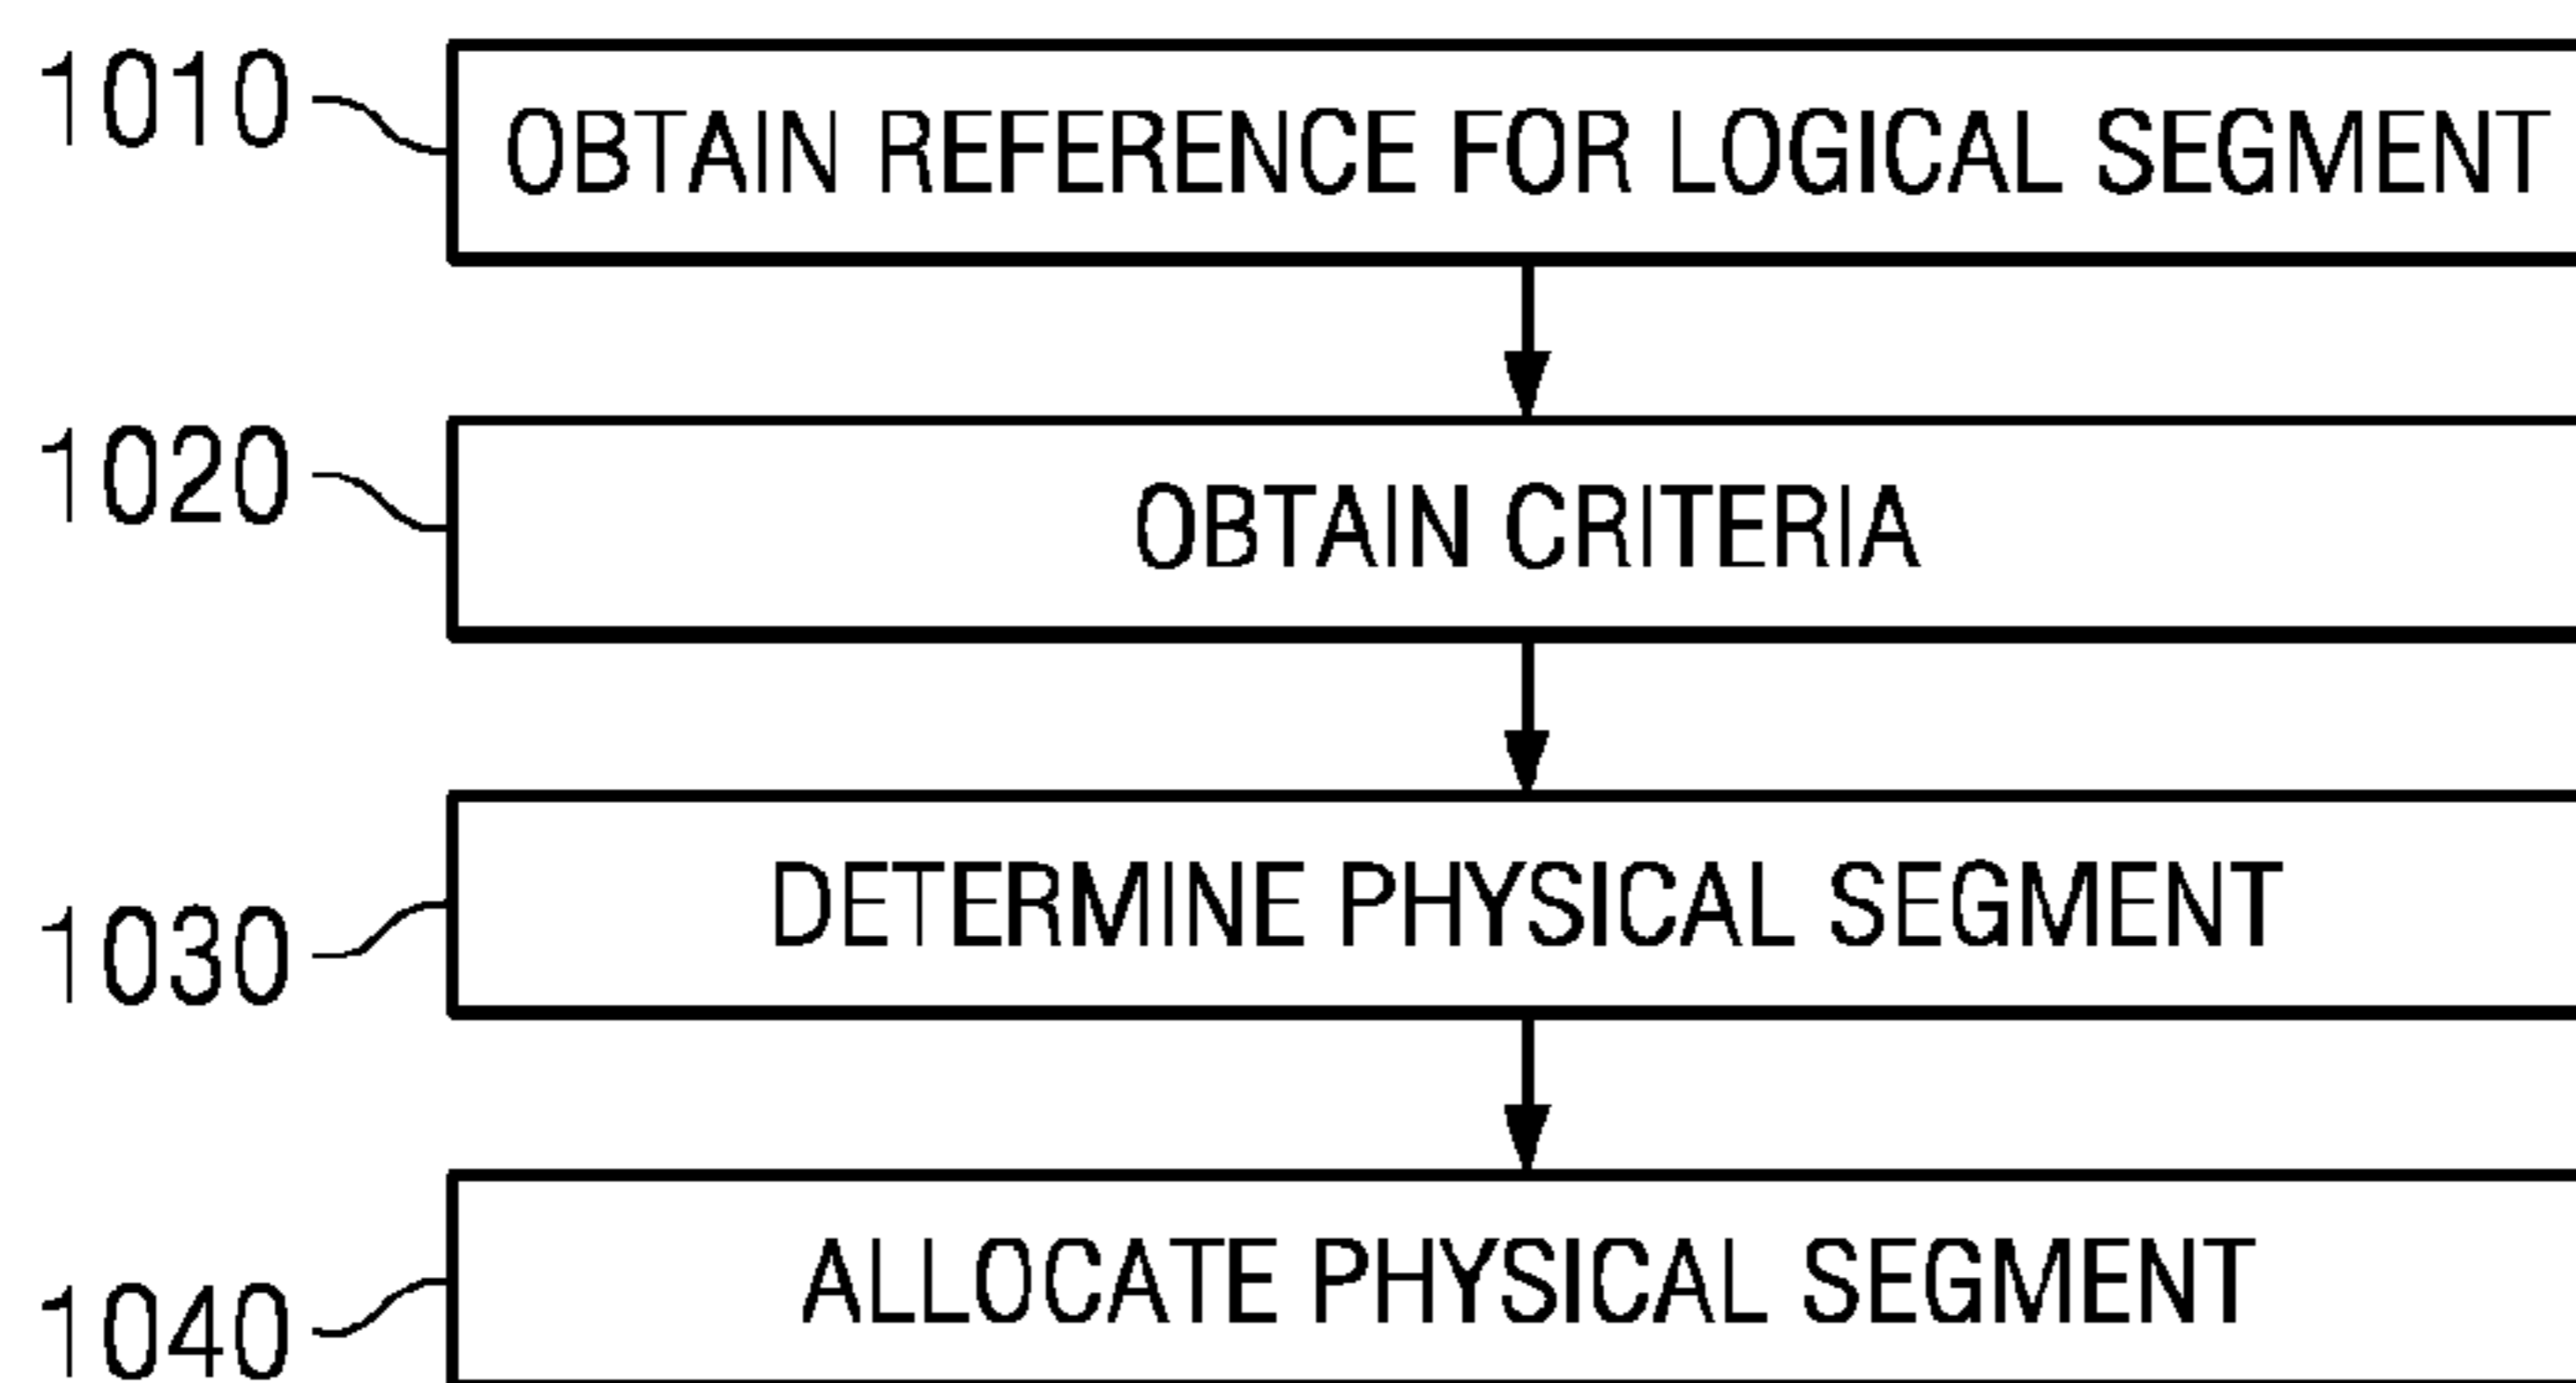 1010
OBTAIN REFERENCE FOR LOGICAL SEGMENT
1020
OBTAIN CRITERIA
1030
DETERMINE PHYSICAL SEGMENT
1040
ALLOCATE PHYSICAL SEGMENT